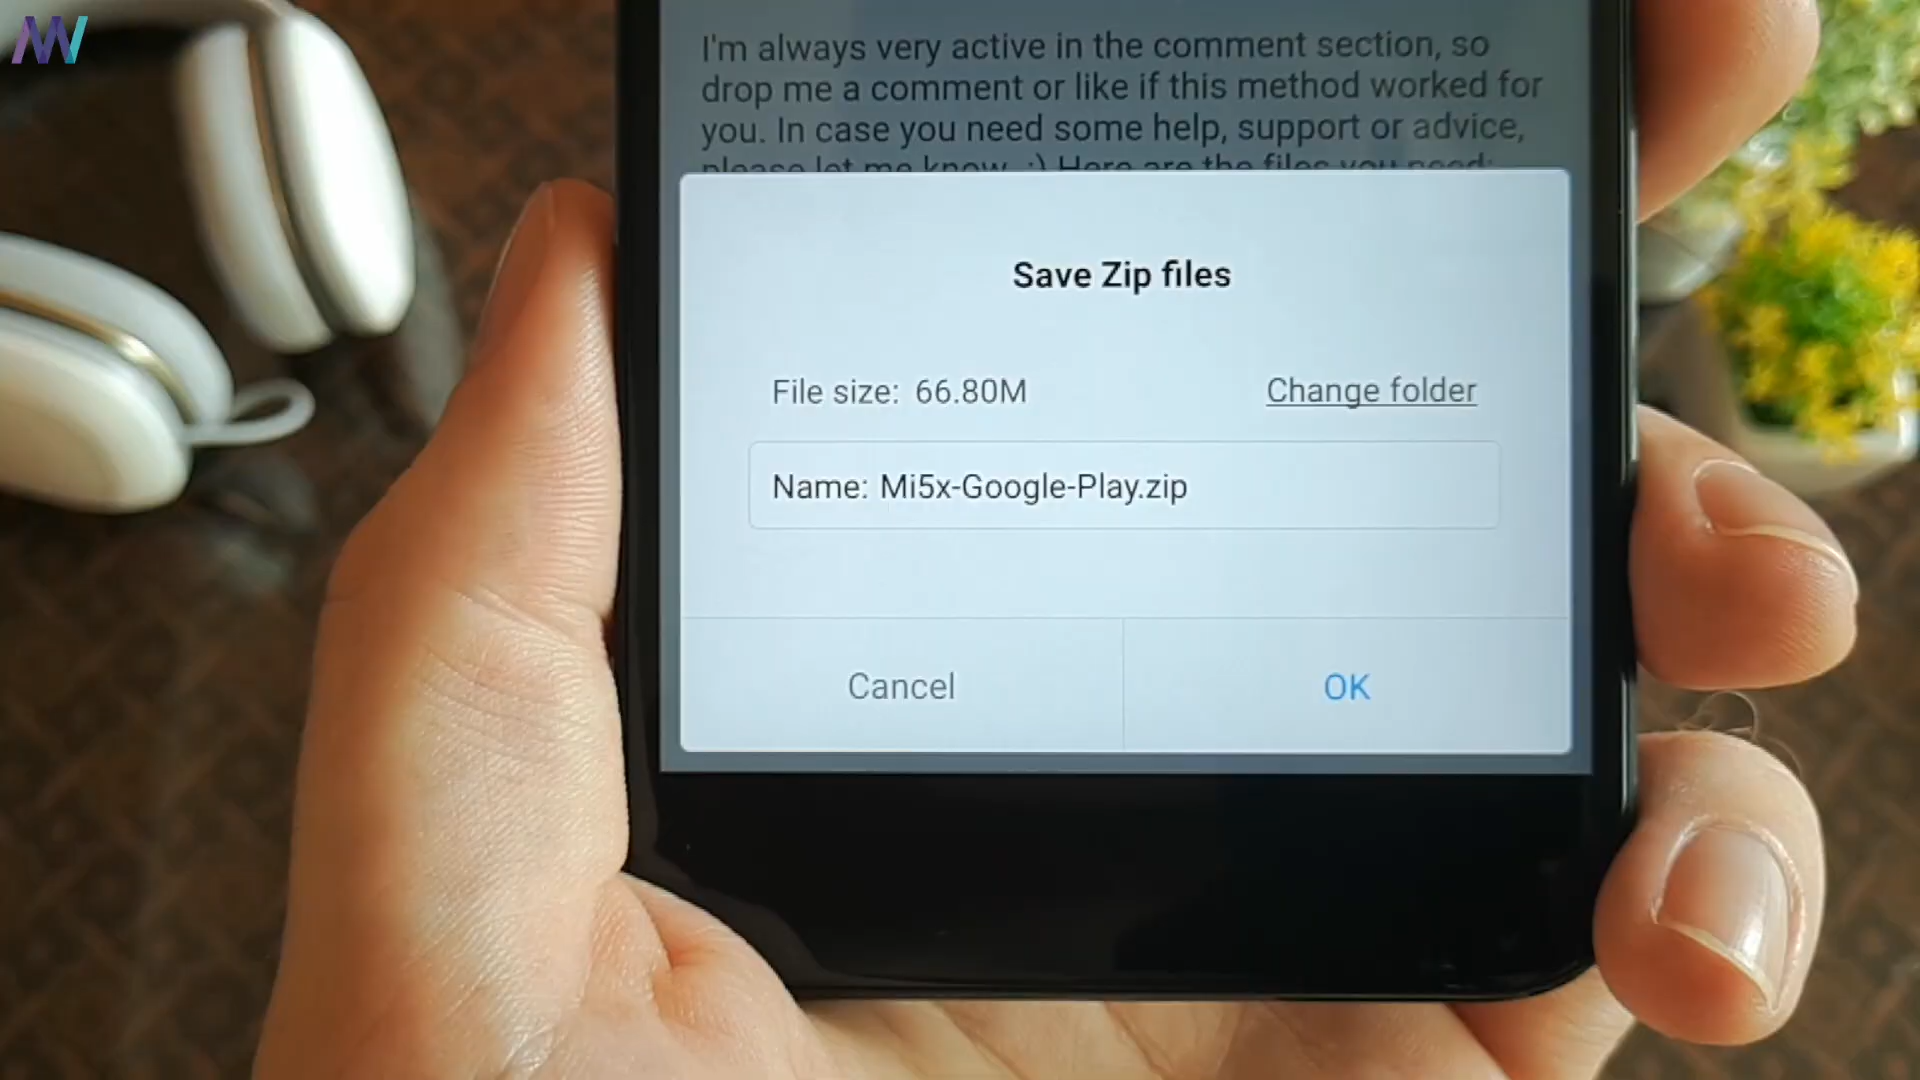 I'm always very active in the comment section, so
drop me a comment or like if this method worked for
you. In case you need some help, support or advice,
please let me know. :) Here are the files you need:
Save Zip files
File size: 66.80M
Change folder
Name: Mi5x-Google-Play.zip
Cancel
OK